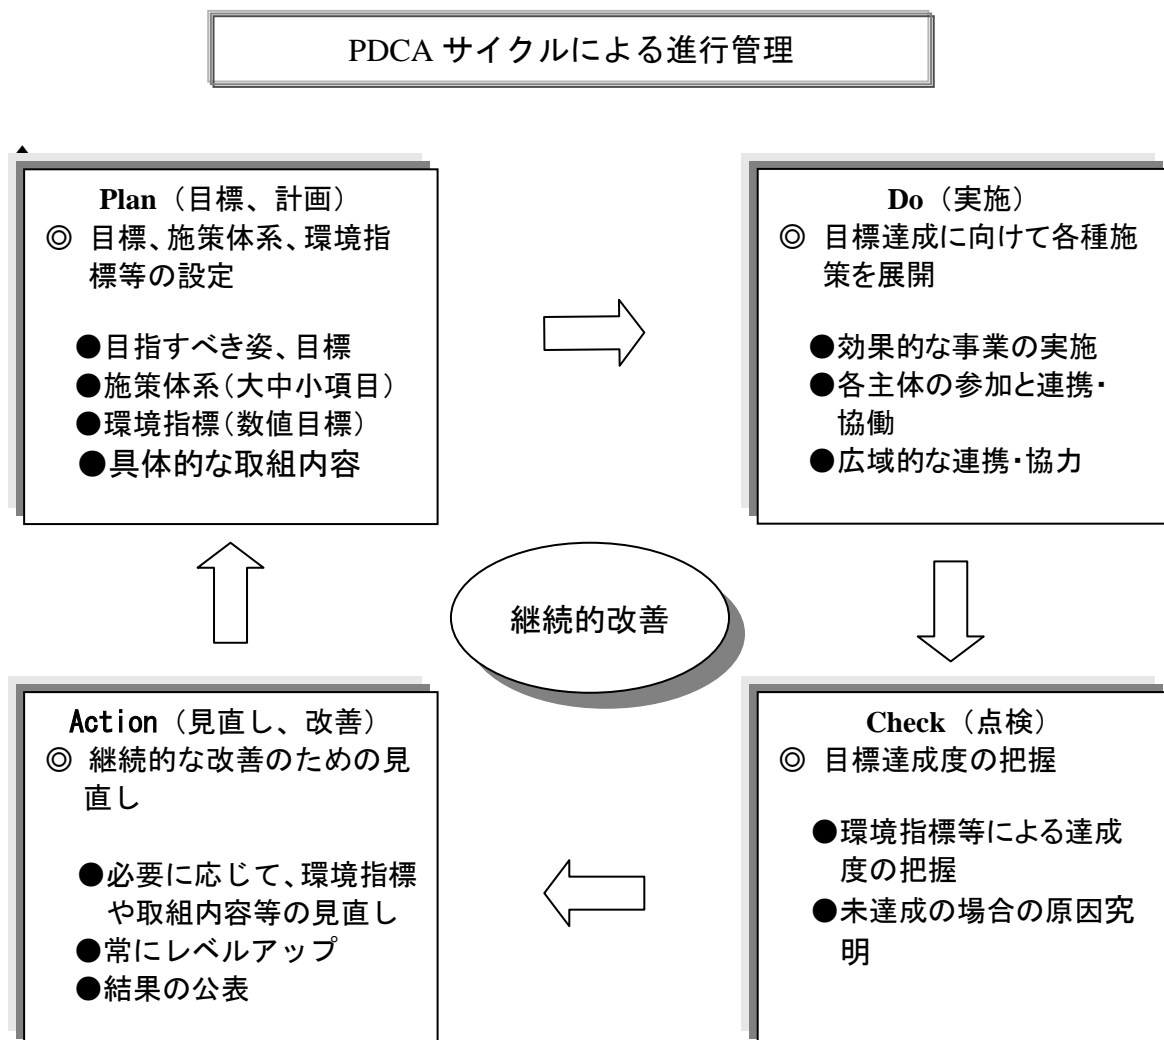 PDCA サイクルによる進行管理
Plan（目標、計画）
◎ 目標、施策体系、環境指
標等の設定
●目指すべき姿、目標
●施策体系（大中小項目）
●環境指標（数値目標）
●具体的な取組内容
Do（実施）
◎ 目標達成に向けて各種施
策を展開
●効果的な事業の実施
●各主体の参加と連携・
協働
●広域的な連携・協力
継続的改善
Action（見直し、改善）
◎ 継続的な改善のための見
直し
●必要に応じて、環境指標
や取組内容等の見直し
●常にレベルアップ
●結果の公表
Check（点検）
◎ 目標達成度の把握
●環境指標等による達成
度の把握
●未達成の場合の原因究
明